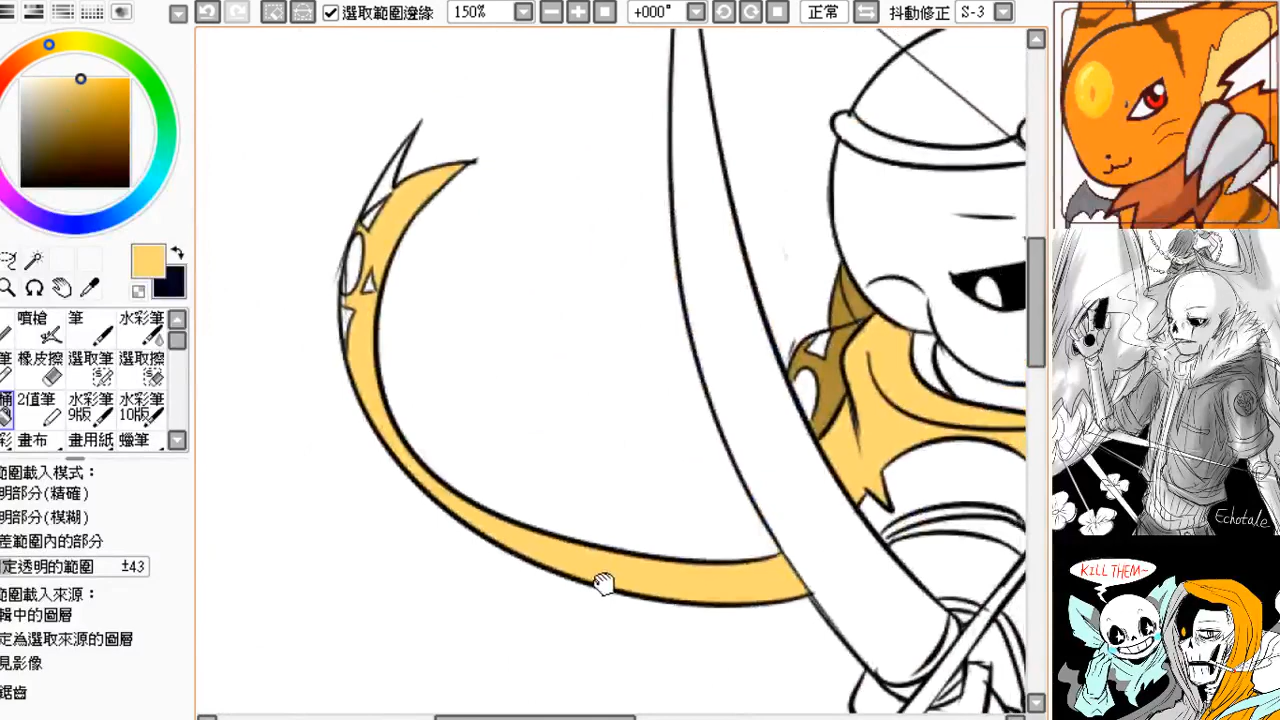 選取範圍邊緣 150% +000° 正常 抖動修正 S-3
噴槍 筆 水彩筆
筆 橡皮擦 選取筆 選取擦
桶 2值筆 水彩筆 水彩筆
9版 10版
彩 畫布 畫用紙 蠟筆
範圍載入模式：
明部分(精確)
明部分(模糊)
差範圍內的部分
定透明的範圍 ±43
範圍載入來源：
輯中的圖層
定為選取來源的圖層
見影像
鋸齒
Echotale
KILL THEM~